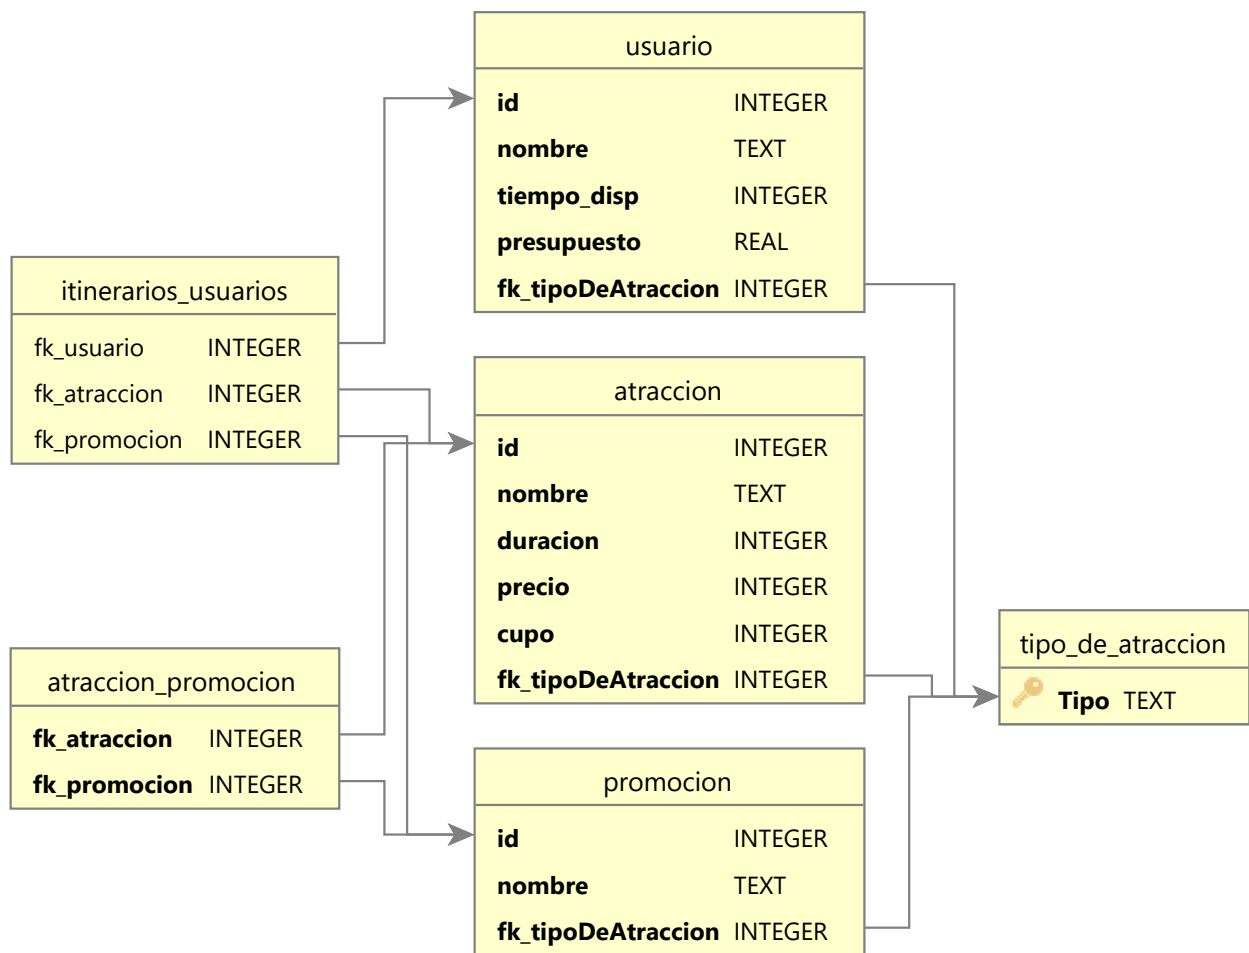 usuario
id INTEGER
nombre TEXT
tiempo_disp INTEGER
presupuesto REAL
fk_tipoDeAtraccion INTEGER
itinerarios_usuarios
fk_usuario INTEGER
fk_atraccion INTEGER
fk_promocion INTEGER
atraccion
id INTEGER
nombre TEXT
duracion INTEGER
precio INTEGER
cupo INTEGER
fk_tipoDeAtraccion INTEGER
tipo_de_atraccion
Tipo TEXT
atraccion_promocion
fk_atraccion INTEGER
fk_promocion INTEGER
promocion
id INTEGER
nombre TEXT
fk_tipoDeAtraccion INTEGER